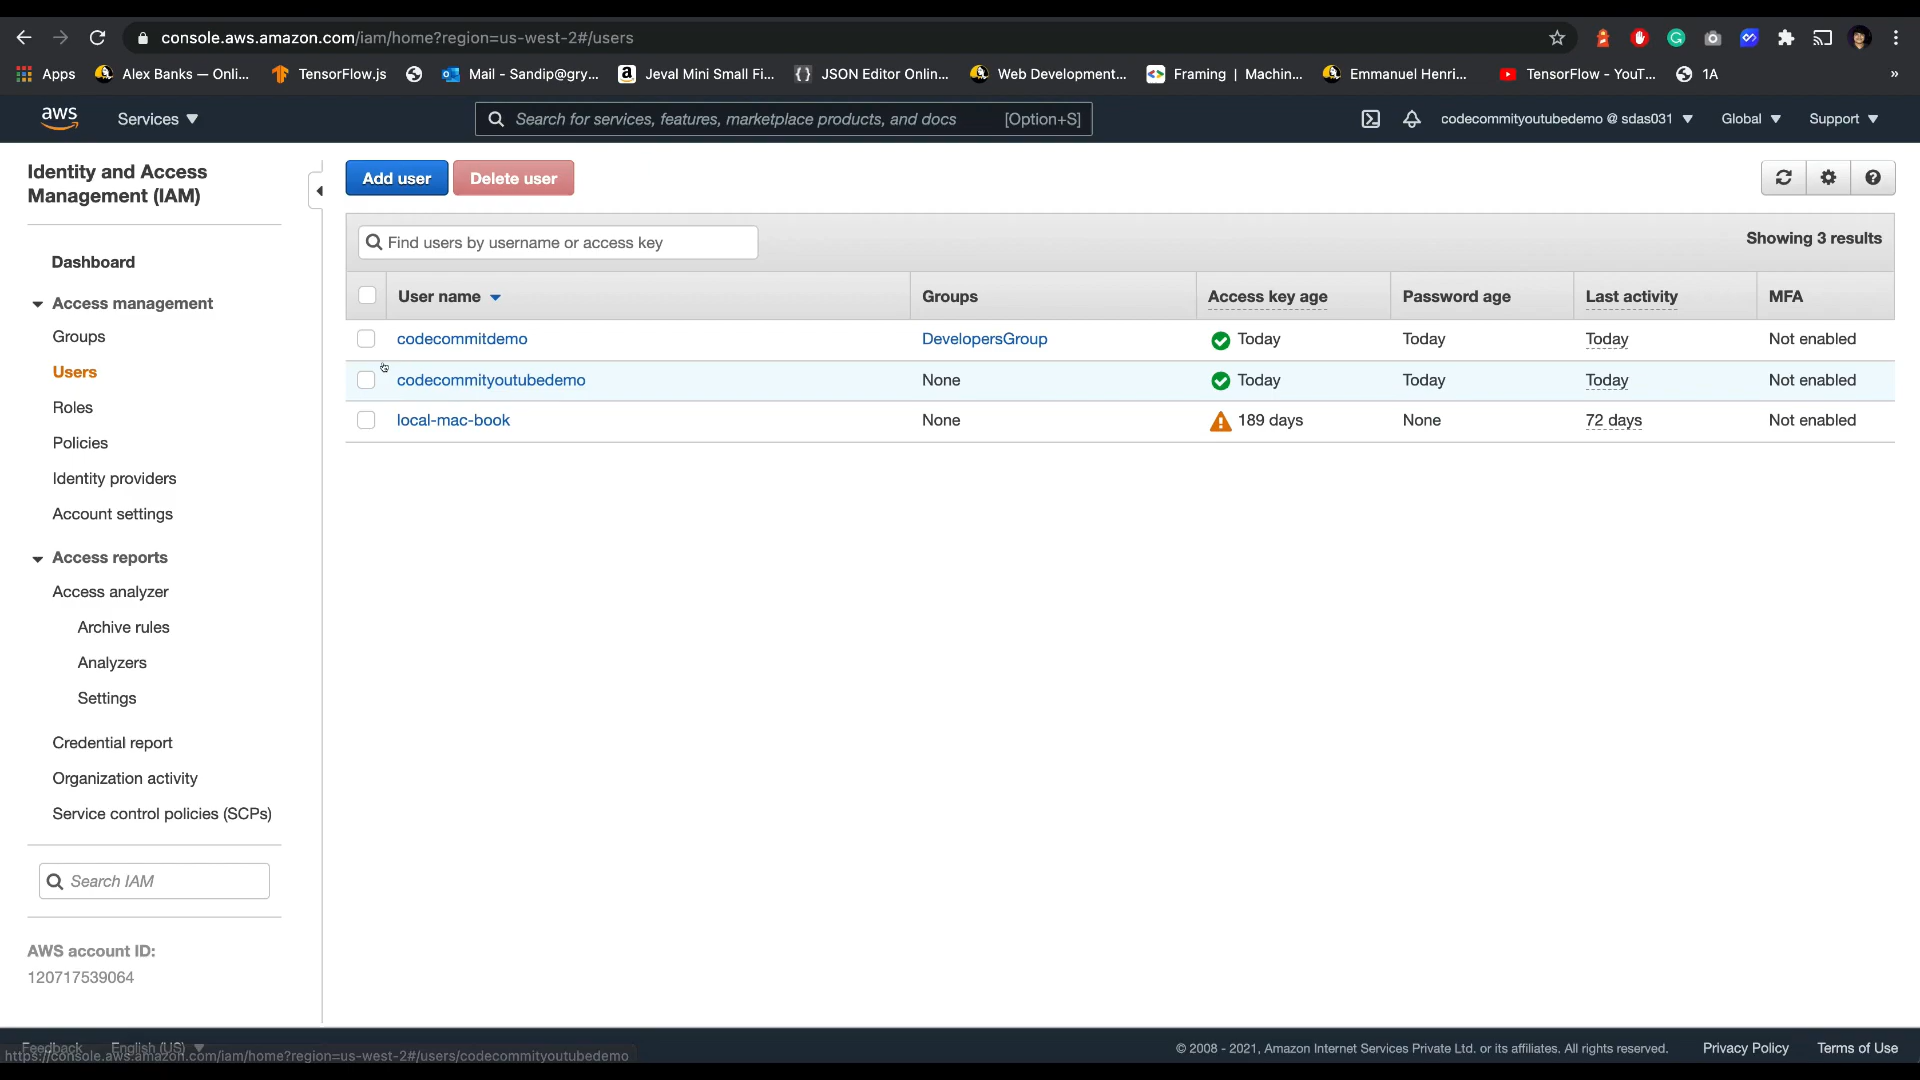 console.aws.amazon.com/iam/home?region=us-west-2#/users
Apps
Alex Banks — Onli...
TensorFlow.js
Mail - Sandip@gry...
Jeval Mini Small Fi...
JSON Editor Onlin...
Web Development...
Framing | Machin...
Emmanuel Henri...
TensorFlow - YouT...
1A
»
aws
Services
Search for services, features, marketplace products, and docs
[Option+S]
codecommityoutubedemo @ sdas031
Global
Support
Identity and Access
Management (IAM)
Dashboard
Access management
Groups
Users
Roles
Policies
Identity providers
Account settings
Access reports
Access analyzer
Archive rules
Analyzers
Settings
Credential report
Organization activity
Service control policies (SCPs)
Search IAM
AWS account ID:
120717539064
Add user
Delete user
Find users by username or access key
Showing 3 results
User name Groups Access key age Password age Last activity MFA
codecommitdemo DevelopersGroup Today Today Today Not enabled
codecommityoutubedemo None Today Today Today Not enabled
local-mac-book None 189 days None 72 days Not enabled
Feedback
English (US)
https://console.aws.amazon.com/iam/home?region=us-west-2#/users/codecommityoutubedemo
© 2008 - 2021, Amazon Internet Services Private Ltd. or its affiliates. All rights reserved.
Privacy Policy
Terms of Use